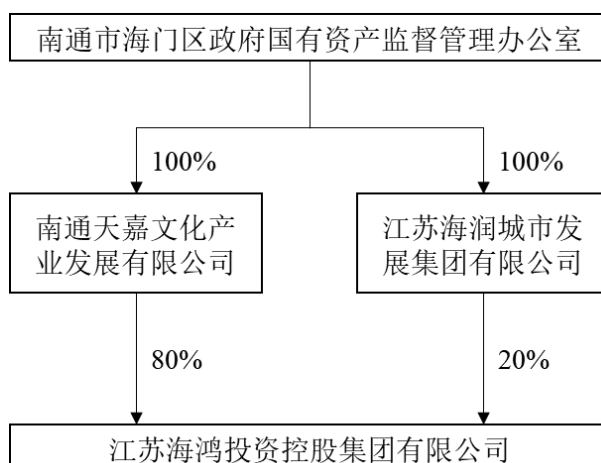 南通市海门区政府国有资产监督管理办公室
100%
100%
南通天嘉文化产
业发展有限公司
江苏海润城市发
展集团有限公司
80%
20%
江苏海鸿投资控股集团有限公司